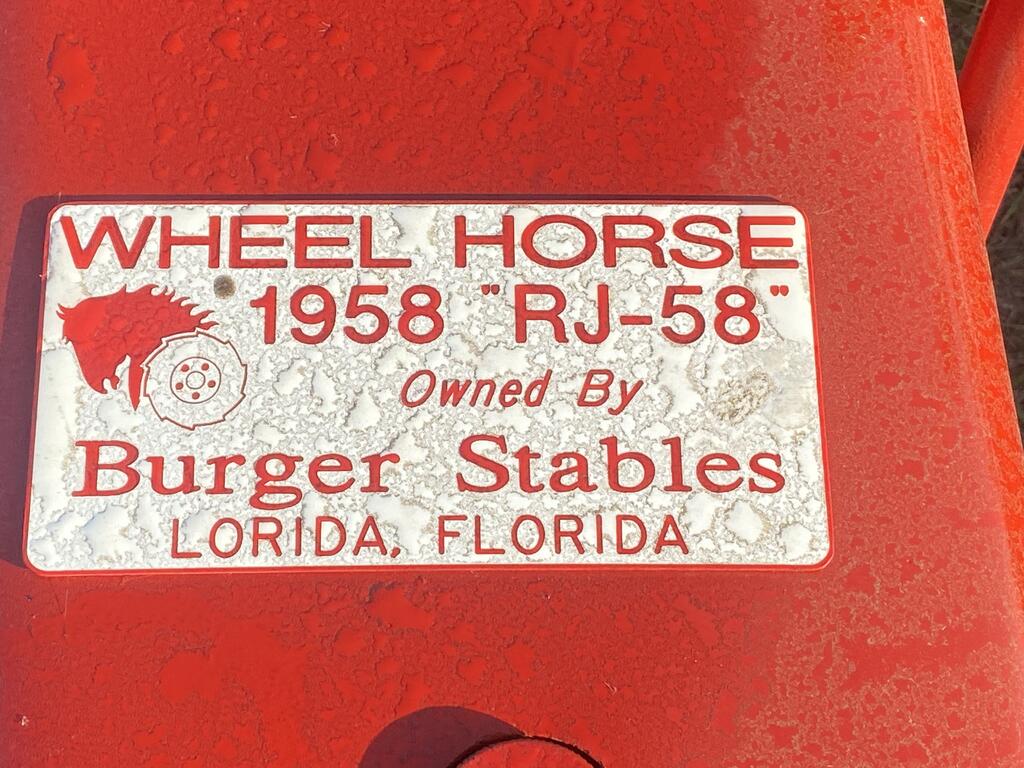 WHEEL HORSE
1958 "RJ-58"
Owned By
Burger Stables
LORIDA, FLORIDA